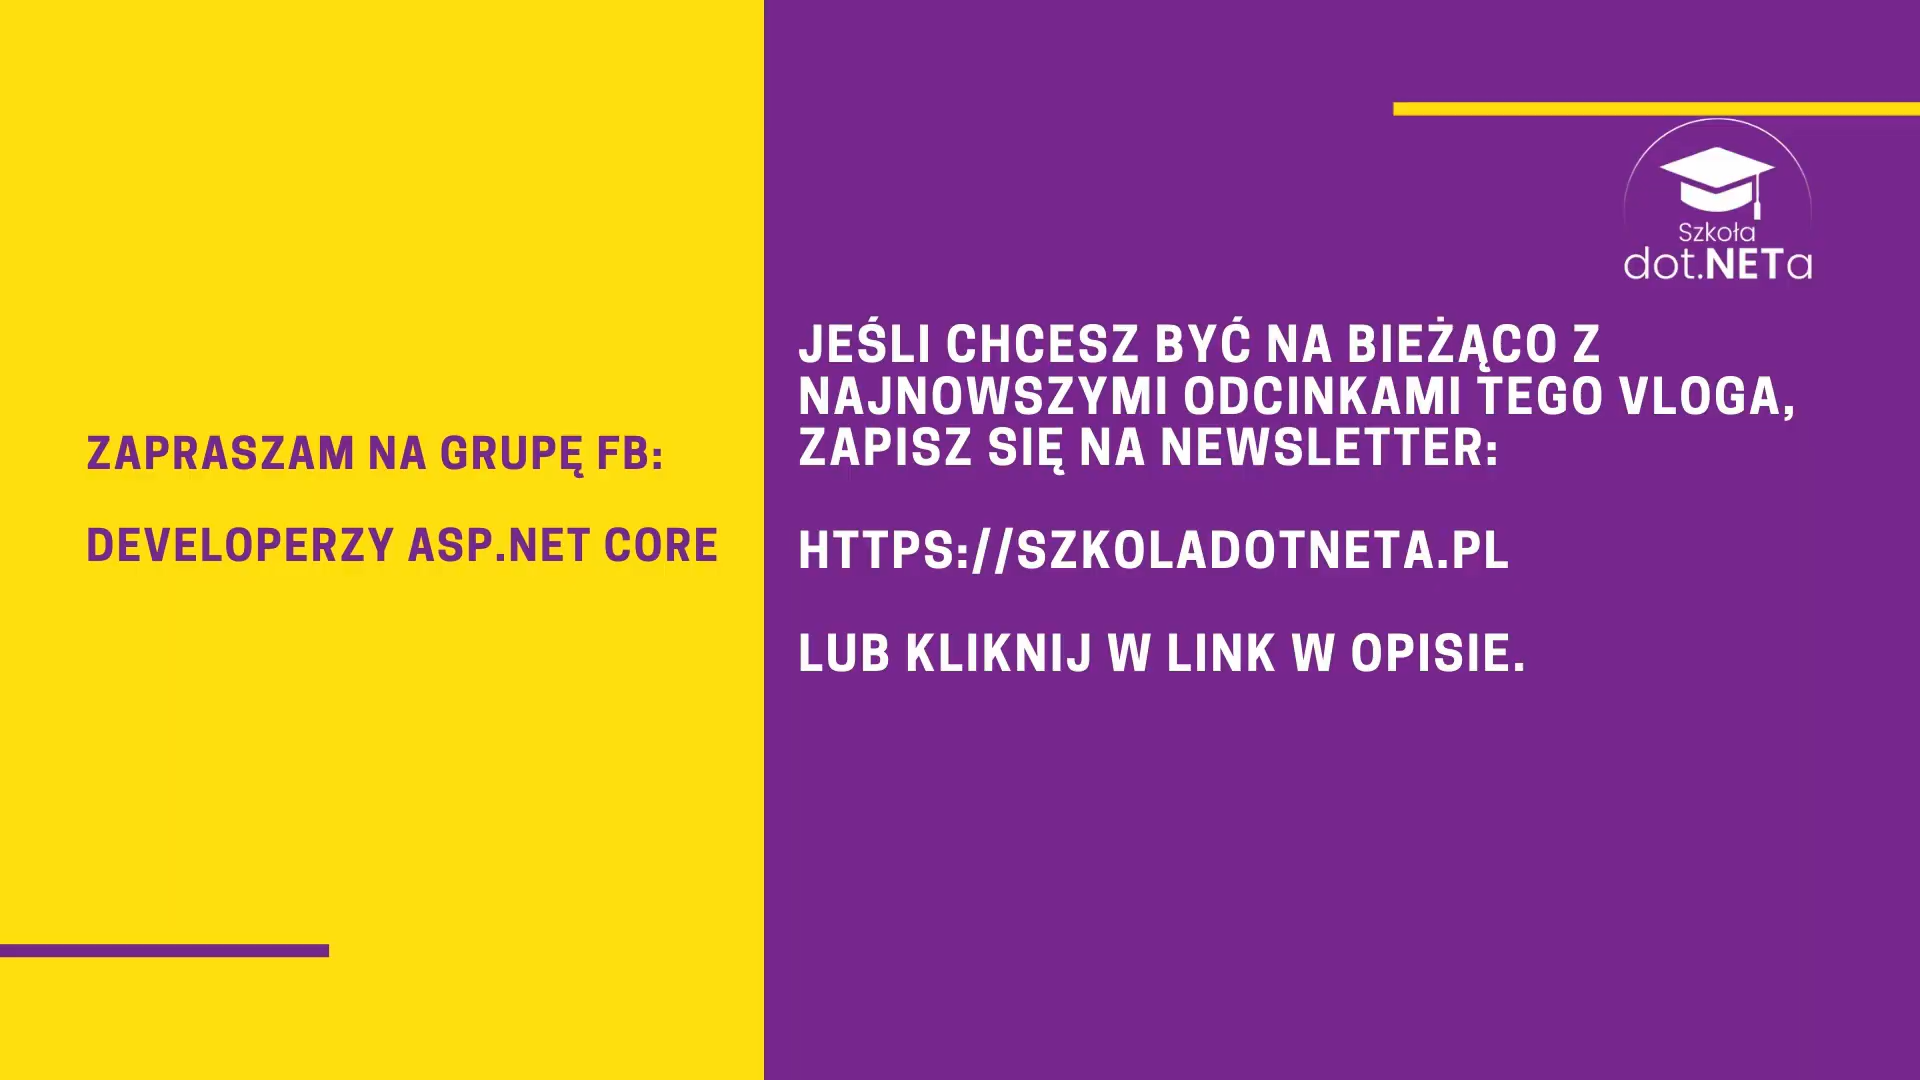 ZAPRASZAM NA GRUPĘ FB:
DEVELOPERZY ASP.NET CORE
Szkoła
dot.NETa
JEŚLI CHCESZ BYĆ NA BIEŻĄCO Z
NAJNOWSZYMI ODCINKAMI TEGO VLOGA,
ZAPISZ SIĘ NA NEWSLETTER:
HTTPS://SZKOLADOTNETA.PL
LUB KLIKNIJ W LINK W OPISIE.